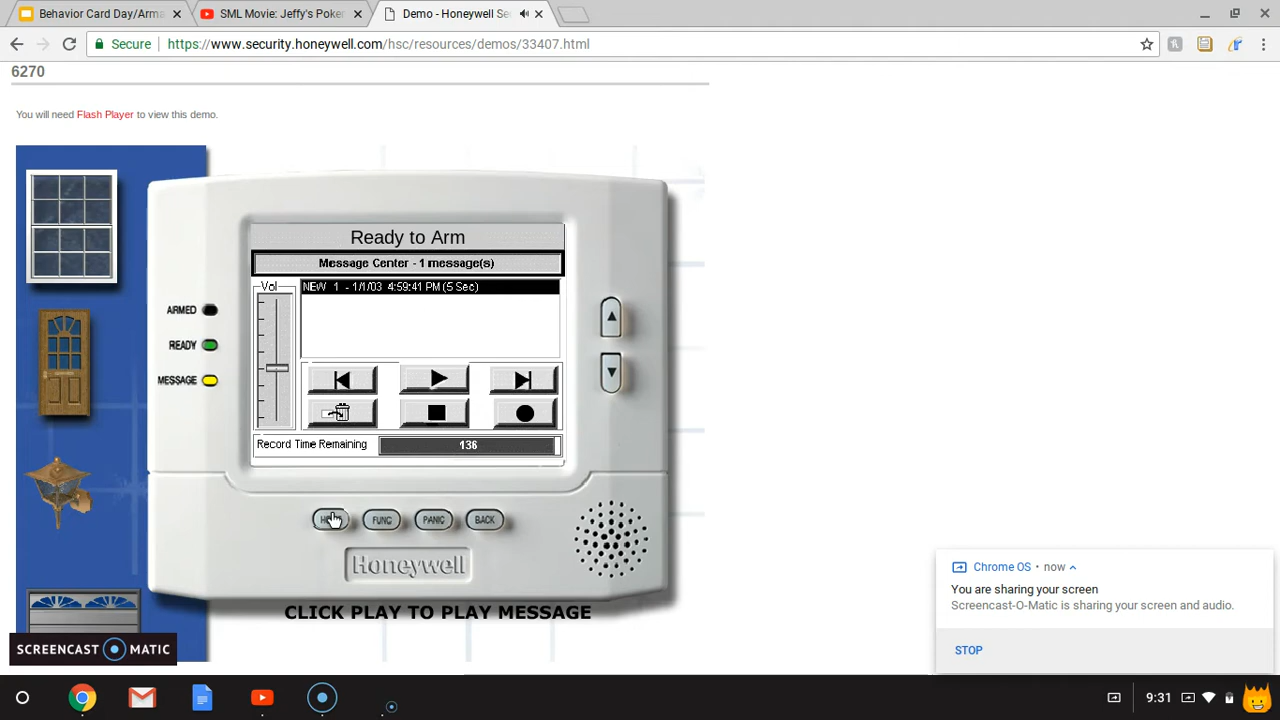 Behavior Card Day/Arma
SML Movie: Jeffy's Poker
Demo - Honeywell Sec
Secure
https://www.security.honeywell.com/hsc/resources/demos/33407.html
6270
You will need Flash Player to view this demo.
Ready to Arm
Message Center - 1 message(s)
Vol
NEW 1 - 1/1/03 4:59:41 PM (5 Sec)
ARMED
READY
MESSAGE
Record Time Remaining
136
FUNC
PANIC
BACK
Honeywell
CLICK PLAY TO PLAY MESSAGE
Chrome OS • now
You are sharing your screen
Screencast-O-Matic is sharing your screen and audio.
STOP
SCREENCAST MATIC
9:31